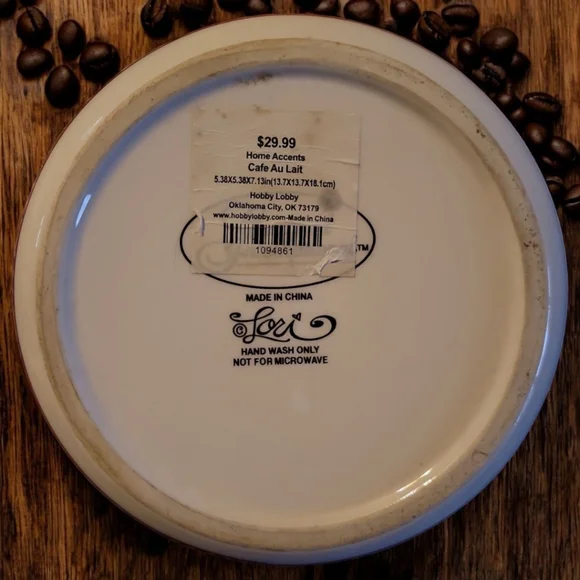 $29.99
Home Accents
Cafe Au Lait
5.38X5.38X7.13in(13.7X13.7X18.1cm)
Hobby Lobby
Oklahoma City, OK 73179
www.hobbylobby.com-Made in China
1094861
TM
MADE IN CHINA
© Lori
HAND WASH ONLY
NOT FOR MICROWAVE